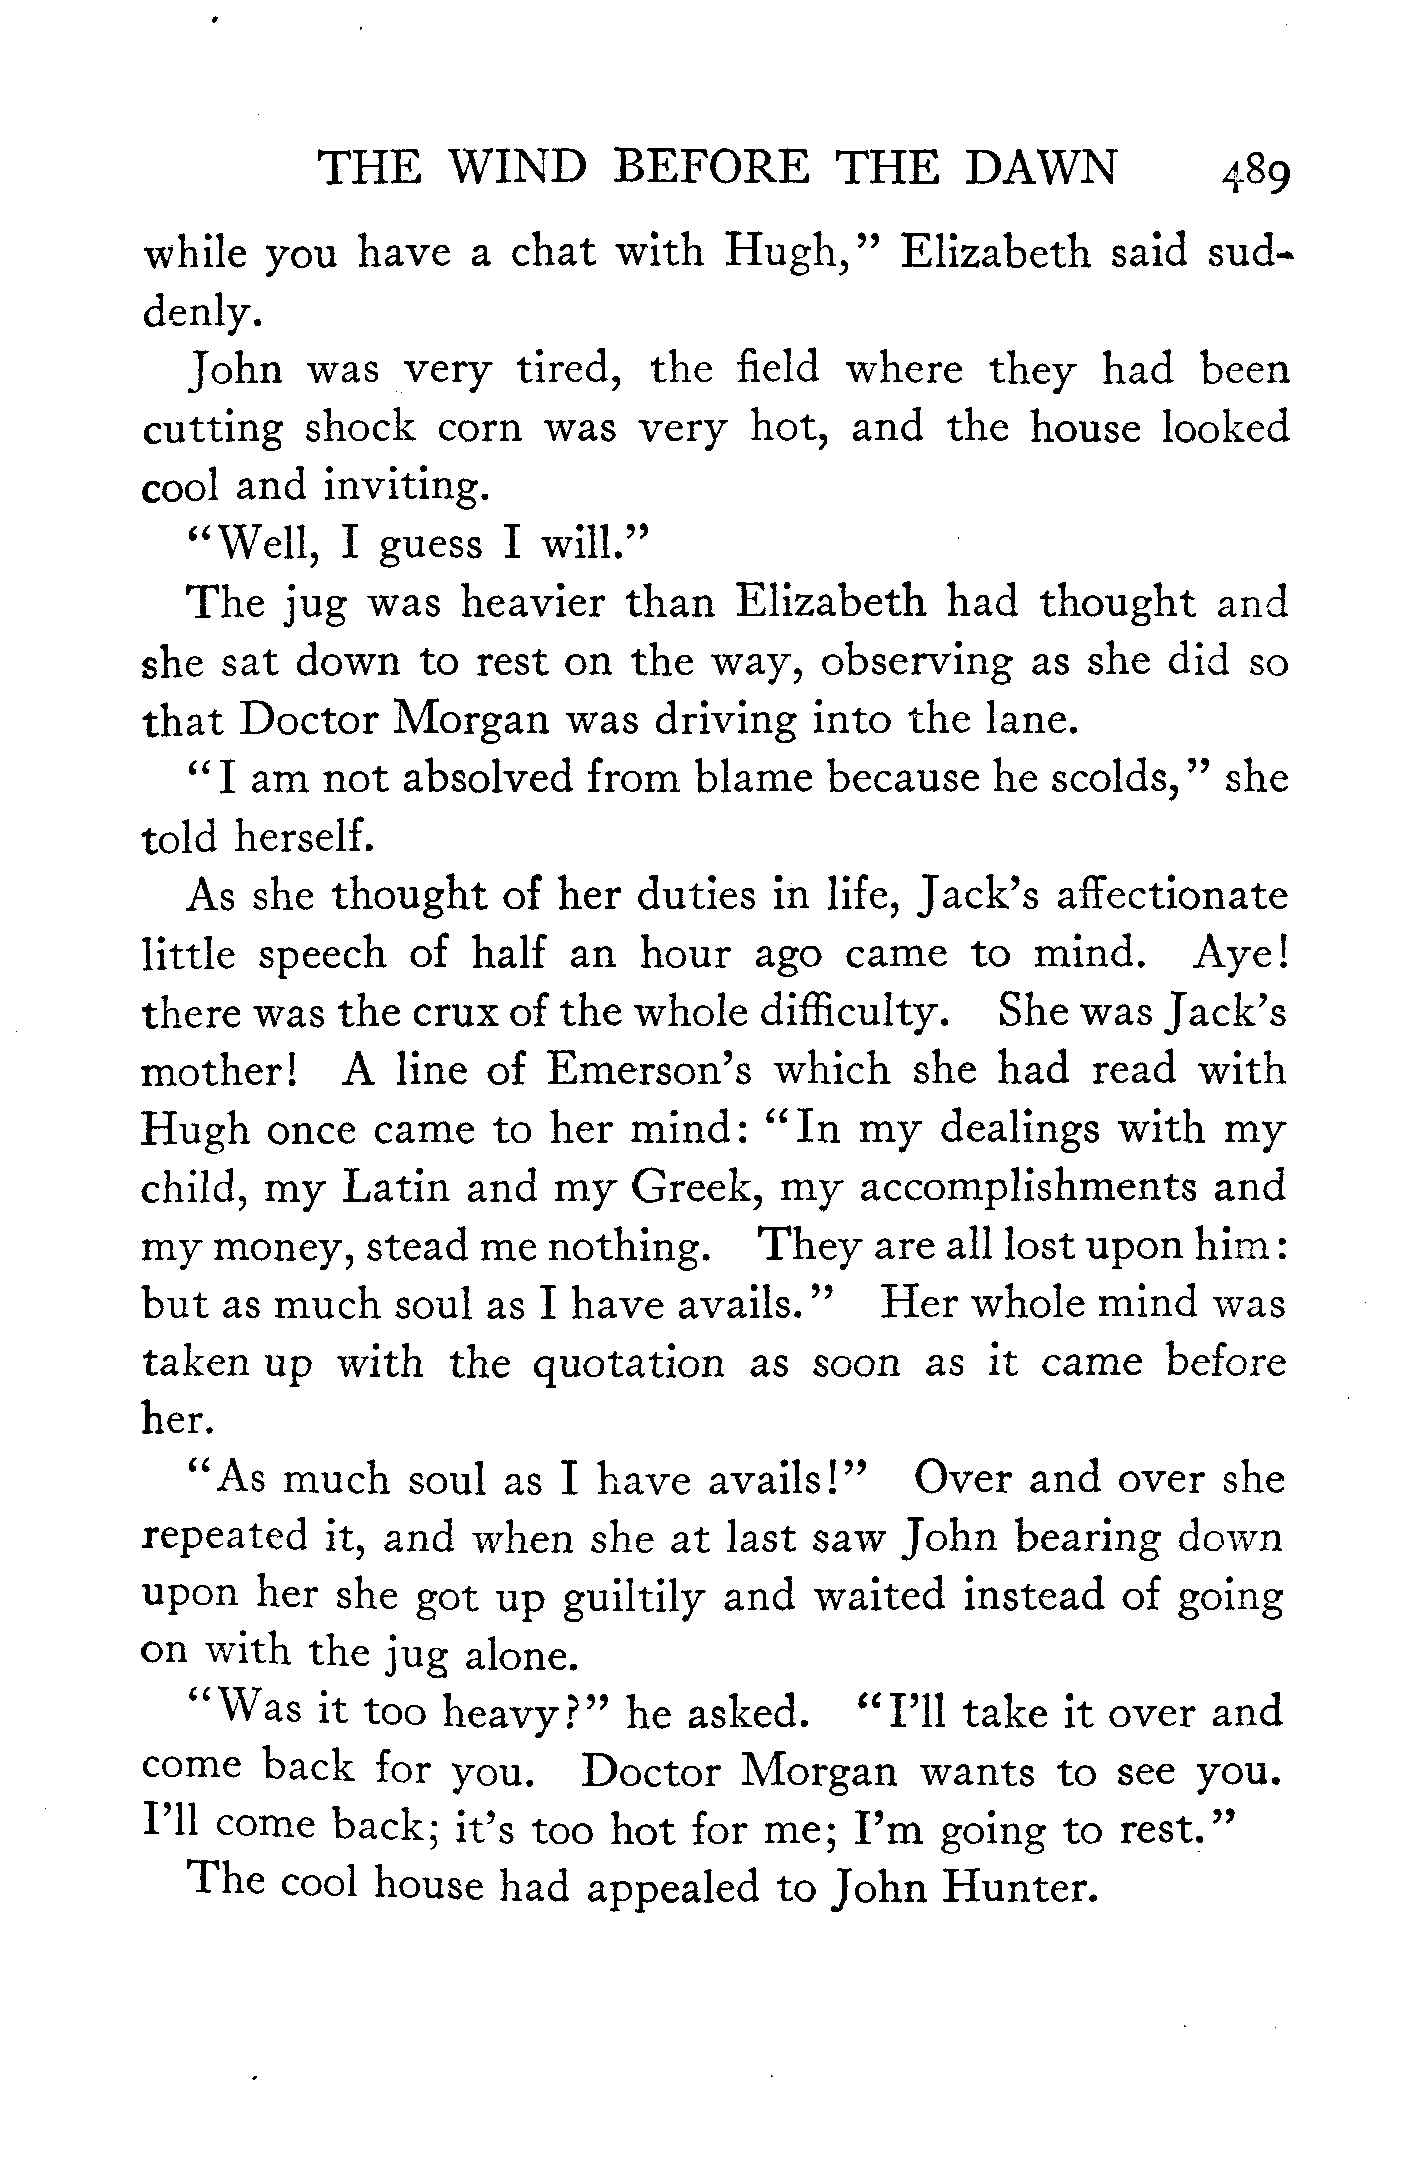 THE WIND BEFORE THE DAWN 489
while you have a chat with Hugh,” Elizabeth said sud-
denly.
John was very tired, the field where they had been
cutting shock corn was very hot, and the house looked
cool and inviting.
“Well, I guess I will.”
The jug was heavier than Elizabeth had thought and
she sat down to rest on the way, observing as she did so
that Doctor Morgan was driving into the lane.
“I am not absolved from blame because he scolds,” she
told herself.
As she thought of her duties in life, Jack’s affectionate
little speech of half an hour ago came to mind. Aye!
there was the crux of the whole difficulty. She was Jack’s
mother! A line of Emerson’s which she had read with
Hugh once came to her mind: “In my dealings with my
child, my Latin and my Greek, my accomplishments and
my money, stead me nothing. They are all lost upon him:
but as much soul as I have avails.” Her whole mind was
taken up with the quotation as soon as it came before
her.
“As much soul as I have avails!” Over and over she
repeated it, and when she at last saw John bearing down
upon her she got up guiltily and waited instead of going
on with the jug alone.
“Was it too heavy?” he asked. “I’ll take it over and
come back for you. Doctor Morgan wants to see you.
I’ll come back; it’s too hot for me; I’m going to rest.”
The cool house had appealed to John Hunter.